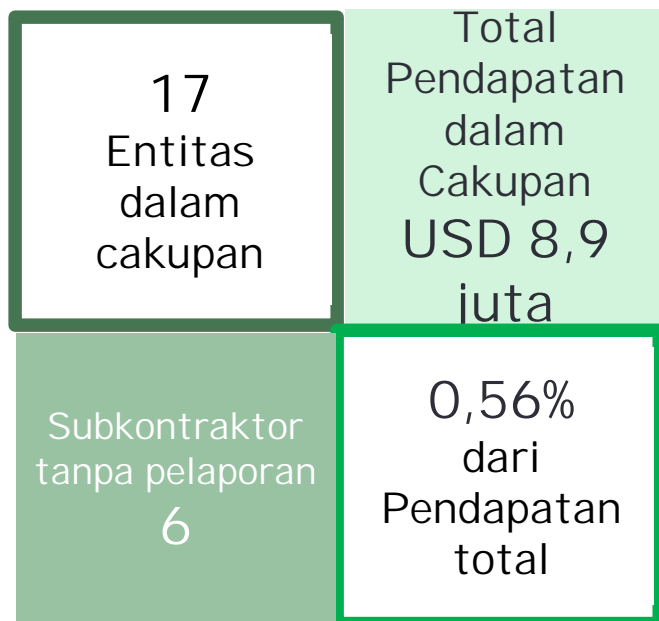 17
Entitas
dalam
cakupan
Total
Pendapatan
dalam
Cakupan
USD 8,9
juta
Subkontraktor
tanpa pelaporan
6
0,56%
dari
Pendapatan
total